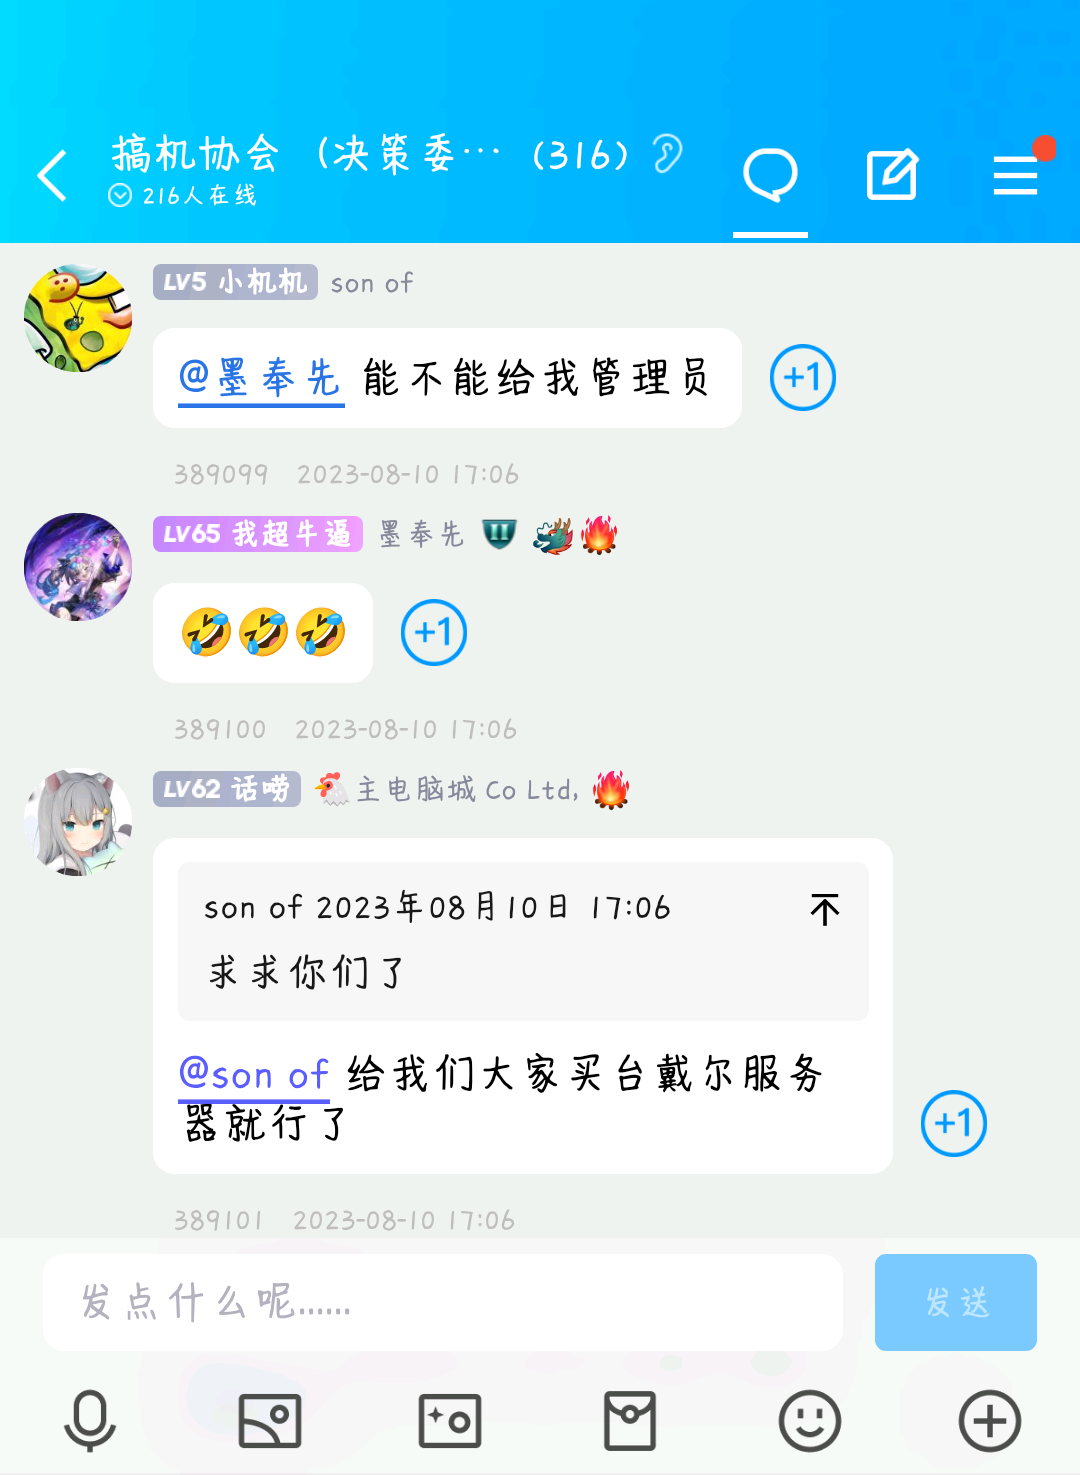 搞机协会 (决策委… (316)
216人在线
LV5 小机机 son of
@墨奉先 能不能给我管理员
+1
389099 2023-08-10 17:06
LV65 我超牛逼 墨奉先
🤣🤣🤣
+1
389100 2023-08-10 17:06
LV62 话唠 🐔主电脑城 Co Ltd,
son of 2023年08月10日 17:06
求求你们了
@son of 给我们大家买台戴尔服务
器就行了
+1
389101 2023-08-10 17:06
发点什么呢......
发送